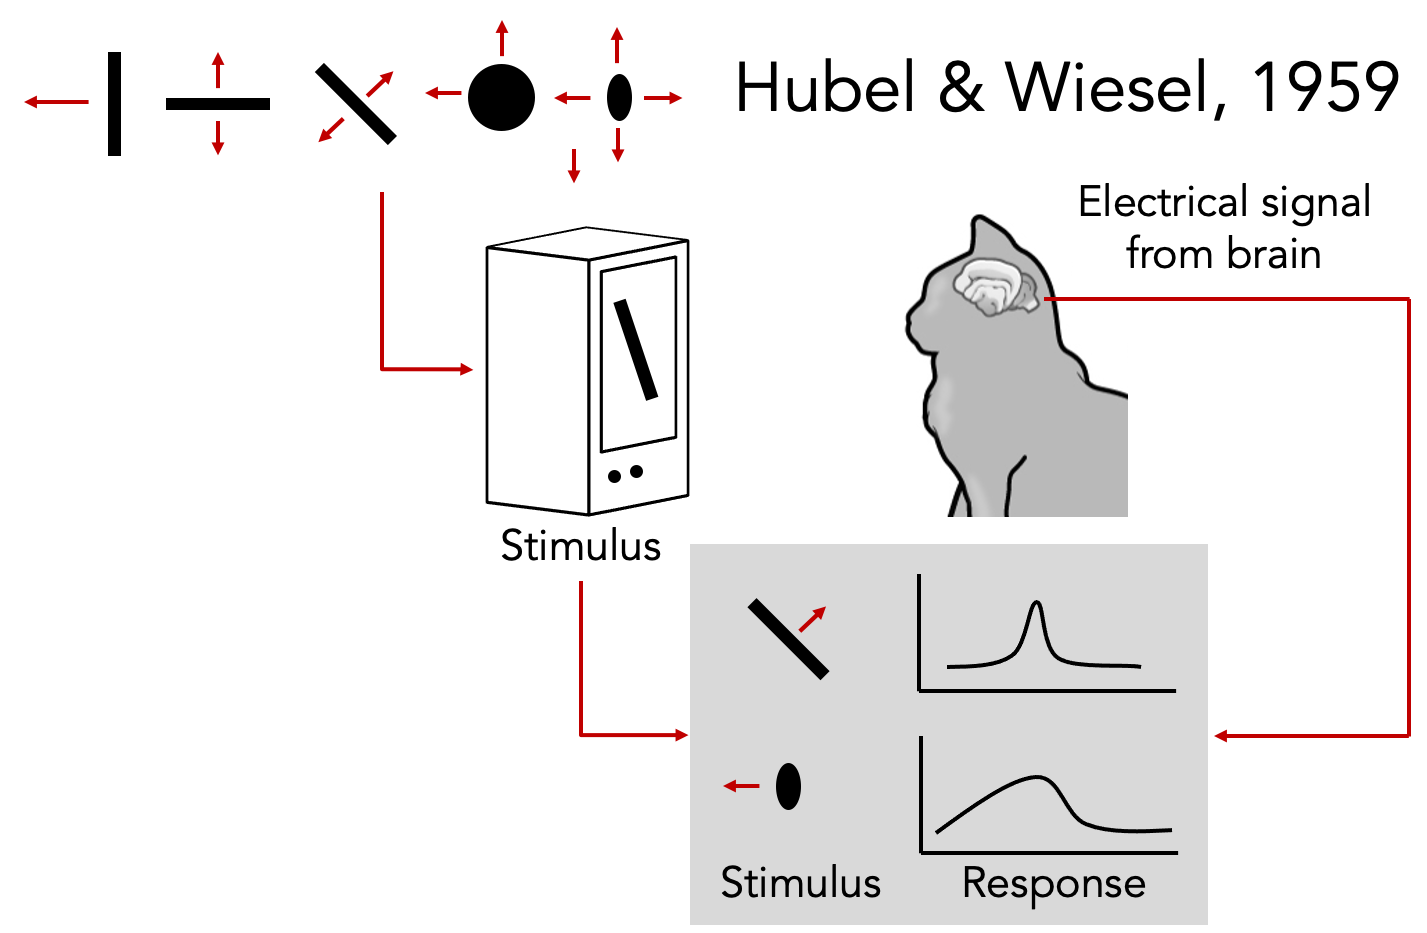 Hubel & Wiesel, 1959
Electrical signal
from brain
Stimulus
Stimulus
Response